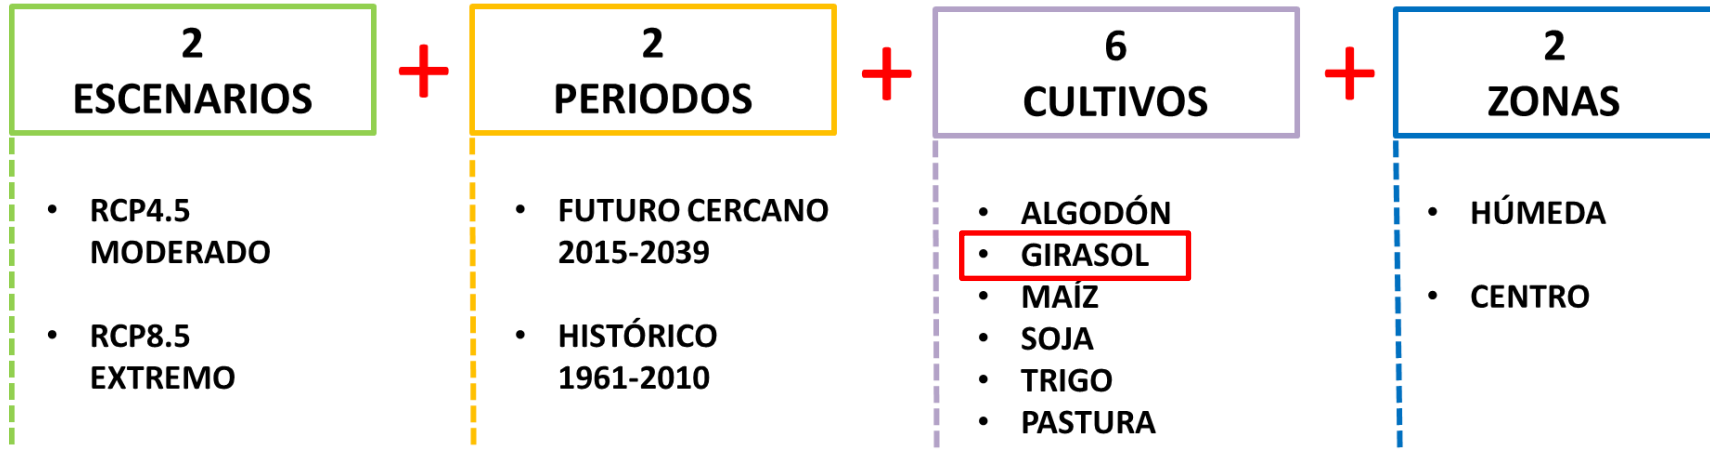 2
ESCENARIOS
+
2
PERIODOS
+
6
CULTIVOS
+
2
ZONAS
• RCP4.5
MODERADO
• RCP8.5
EXTREMO
• FUTURO CERCANO
2015-2039
• HISTÓRICO
1961-2010
• ALGODÓN
• GIRASOL
• MAÍZ
• SOJA
• TRIGO
• PASTURA
• HÚMEDA
• CENTRO